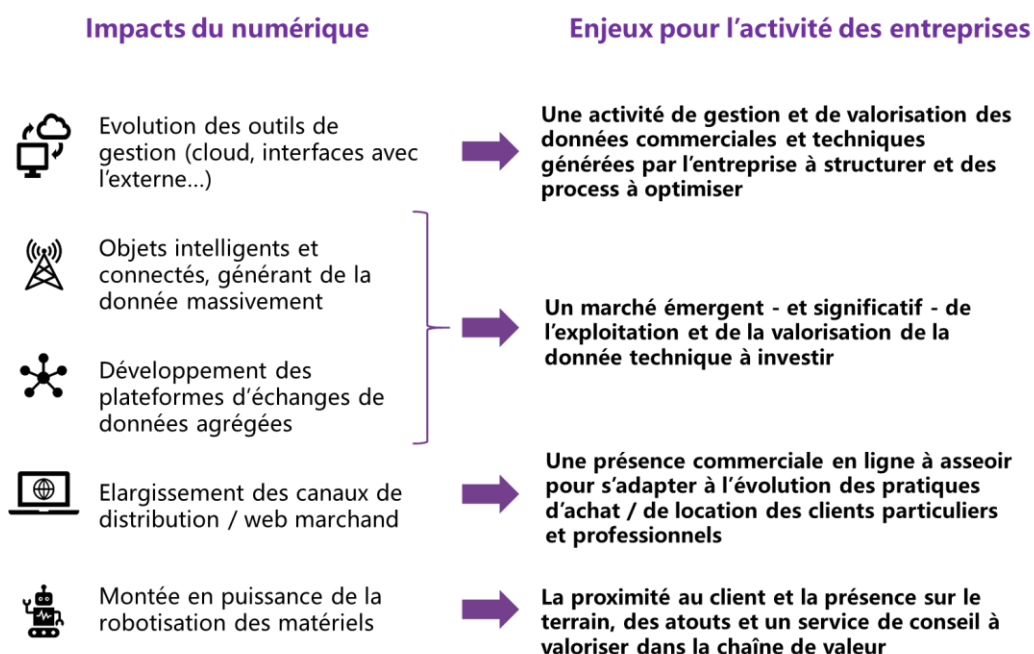 Impacts du numérique
Enjeux pour l'activité des entreprises
Evolution des outils de
gestion (cloud, interfaces avec
l'externe...)
Une activité de gestion et de valorisation des
données commerciales et techniques
générées par l'entreprise à structurer et des
process à optimiser
Objets intelligents et
connectés, générant de la
donnée massivement
Développement des
plateformes d'échanges de
données agrégées
Un marché émergent - et significatif - de
l'exploitation et de la valorisation de la
donnée technique à investir
Elargissement des canaux de
distribution / web marchand
Une présence commerciale en ligne à asseoir
pour s'adapter à l'évolution des pratiques
d'achat / de location des clients particuliers
et professionnels
Montée en puissance de la
robotisation des matériels
La proximité au client et la présence sur le
terrain, des atouts et un service de conseil à
valoriser dans la chaîne de valeur